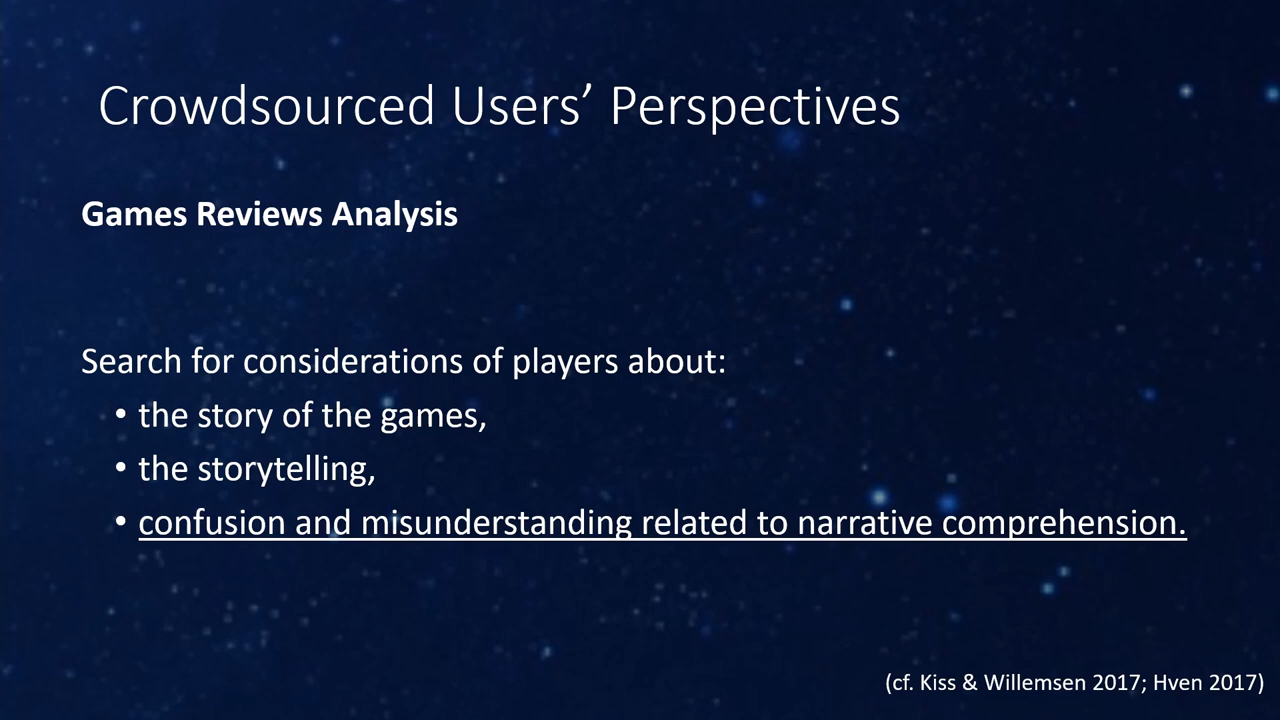 Crowdsourced Users’ Perspectives
Games Reviews Analysis
Search for considerations of players about:
• the story of the games,
• the storytelling,
• confusion and misunderstanding related to narrative comprehension.
(cf. Kiss & Willemsen 2017; Hven 2017)